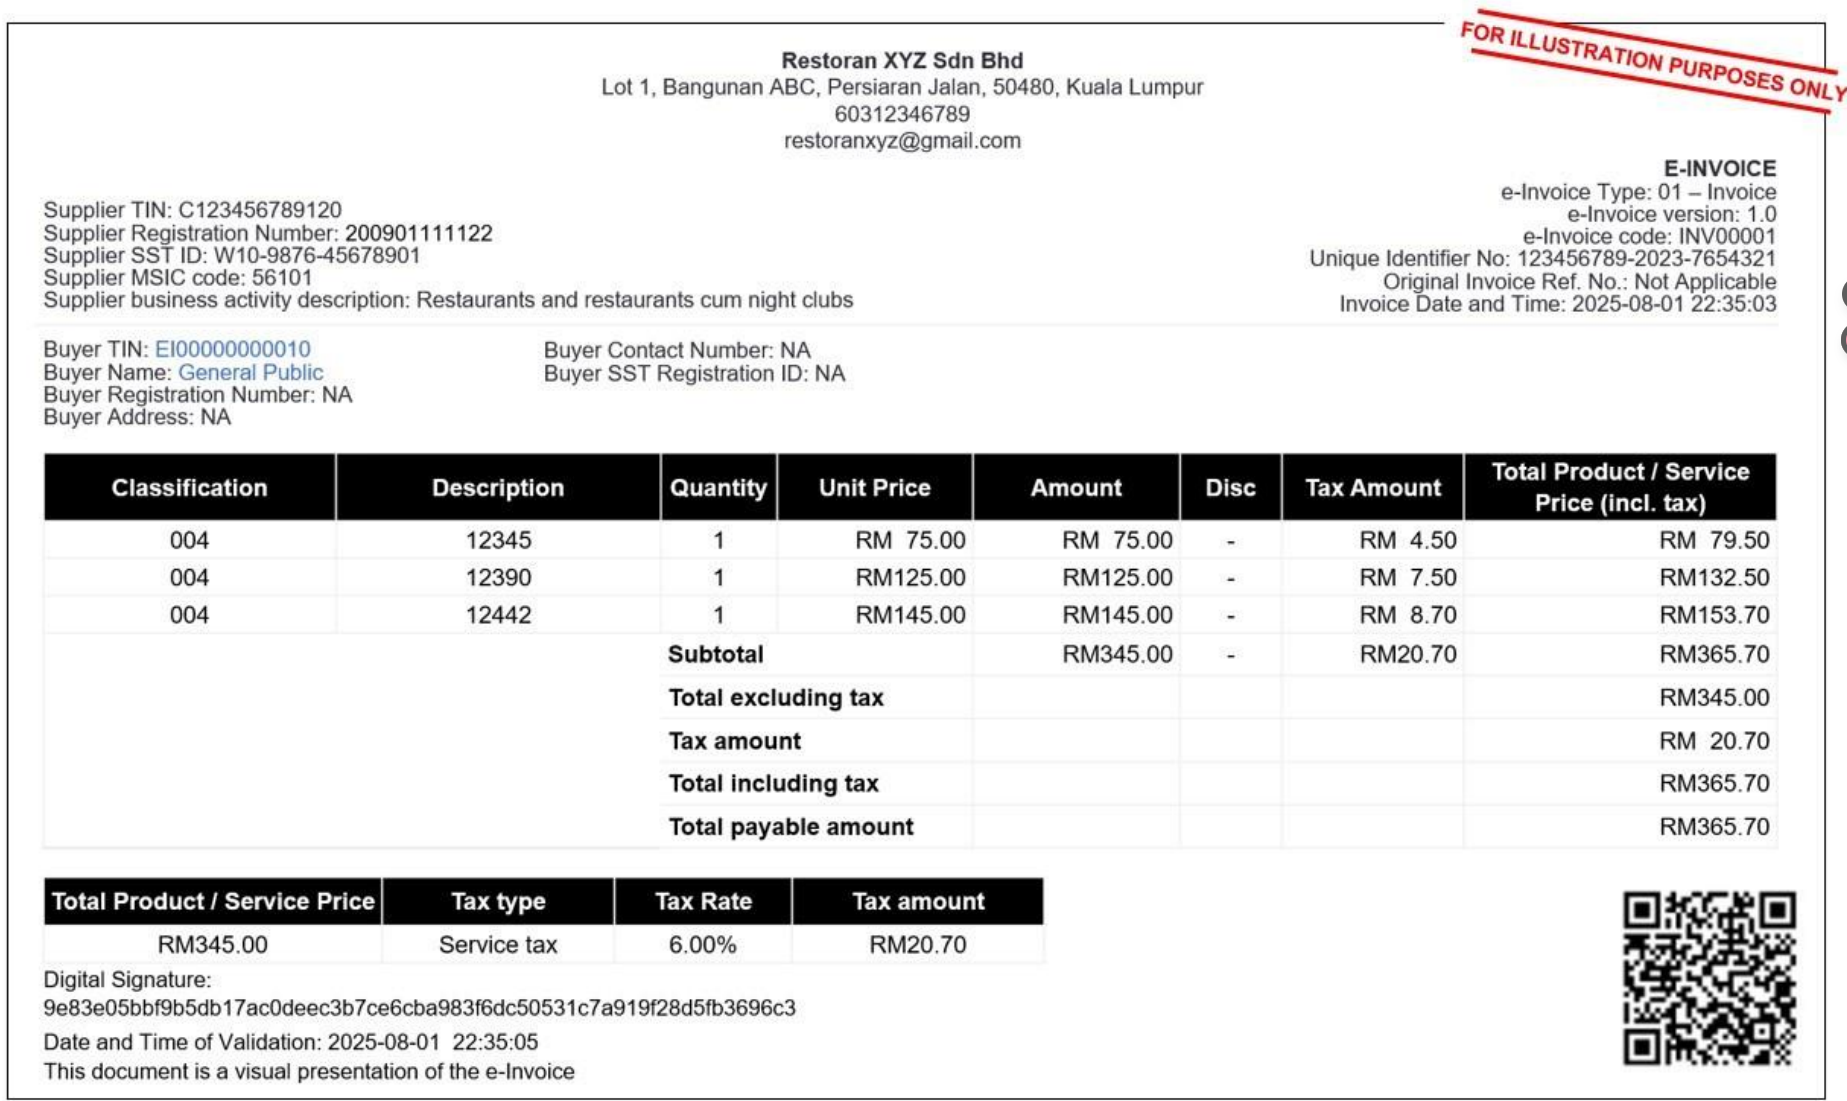 FOR ILLUSTRATION PURPOSES ONLY
Restoran XYZ Sdn Bhd
Lot 1, Bangunan ABC, Persiaran Jalan, 50480, Kuala Lumpur
60312346789
restoranxyz@gmail.com
E-INVOICE
e-Invoice Type: 01 – Invoice
e-Invoice version: 1.0
e-Invoice code: INV00001
Unique Identifier No: 123456789-2023-7654321
Original Invoice Ref. No.: Not Applicable
Invoice Date and Time: 2025-08-01 22:35:03
Supplier TIN: C123456789120
Supplier Registration Number: 200901111122
Supplier SST ID: W10-9876-45678901
Supplier MSIC code: 56101
Supplier business activity description: Restaurants and restaurants cum night clubs
Buyer TIN: EI00000000010
Buyer Name: General Public
Buyer Registration Number: NA
Buyer Address: NA
Buyer Contact Number: NA
Buyer SST Registration ID: NA
Classification Description Quantity Unit Price Amount Disc Tax Amount Total Product / Service Price (incl. tax)
004 12345 1 RM 75.00 RM 75.00 - RM 4.50 RM 79.50
004 12390 1 RM125.00 RM125.00 - RM 7.50 RM132.50
004 12442 1 RM145.00 RM145.00 - RM 8.70 RM153.70
Subtotal RM345.00 - RM20.70 RM365.70
Total excluding tax RM345.00
Tax amount RM 20.70
Total including tax RM365.70
Total payable amount RM365.70
Total Product / Service Price Tax type Tax Rate Tax amount
RM345.00 Service tax 6.00% RM20.70
Digital Signature:
9e83e05bbf9b5db17ac0deec3b7ce6cba983f6dc50531c7a919f28d5fb3696c3
Date and Time of Validation: 2025-08-01 22:35:05
This document is a visual presentation of the e-Invoice